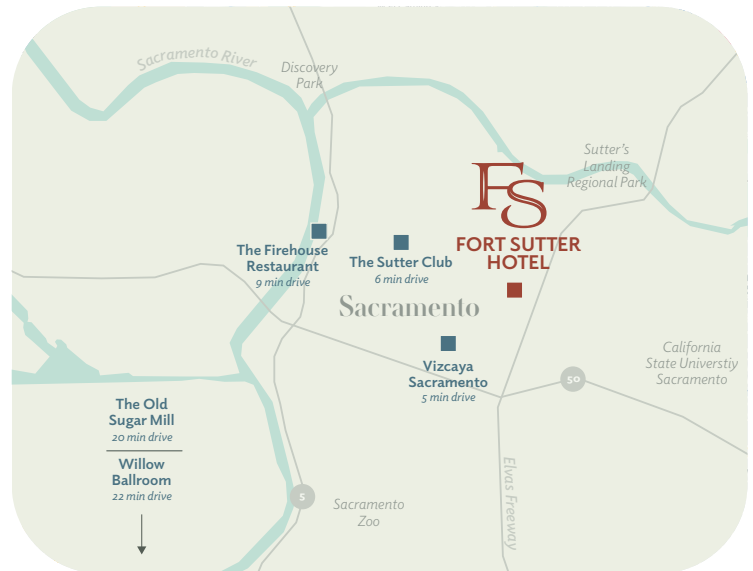 Sacramento River
Discovery
Park
Sutter's
Landing
Regional Park
FS
FORT SUTTER
HOTEL
The Firehouse
Restaurant
9 min drive
The Sutter Club
6 min drive
Sacramento
Vizcaya
Sacramento
5 min drive
California
State Universtiy
Sacramento
50
The Old
Sugar Mill
20 min drive
Willow
Ballroom
22 min drive
5
Sacramento
Zoo
Elvas Freeway